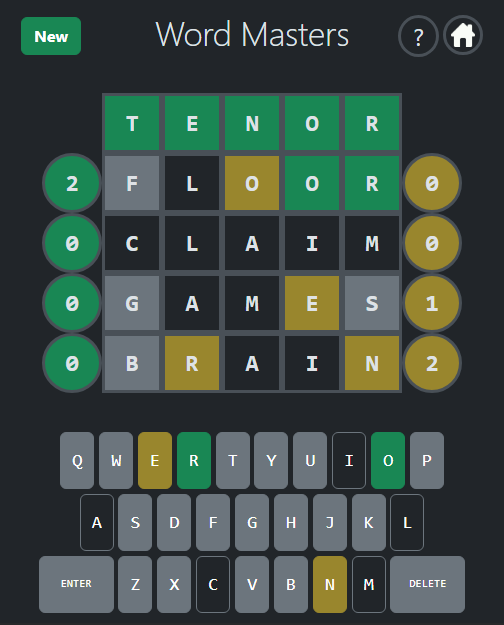 New Word Masters ?
T E N O R
2 F L O O R 0
0 C L A I M 0
0 G A M E S 1
0 B R A I N 2
Q W E R T Y U I O P
A S D F G H J K L
ENTER Z X C V B N M DELETE